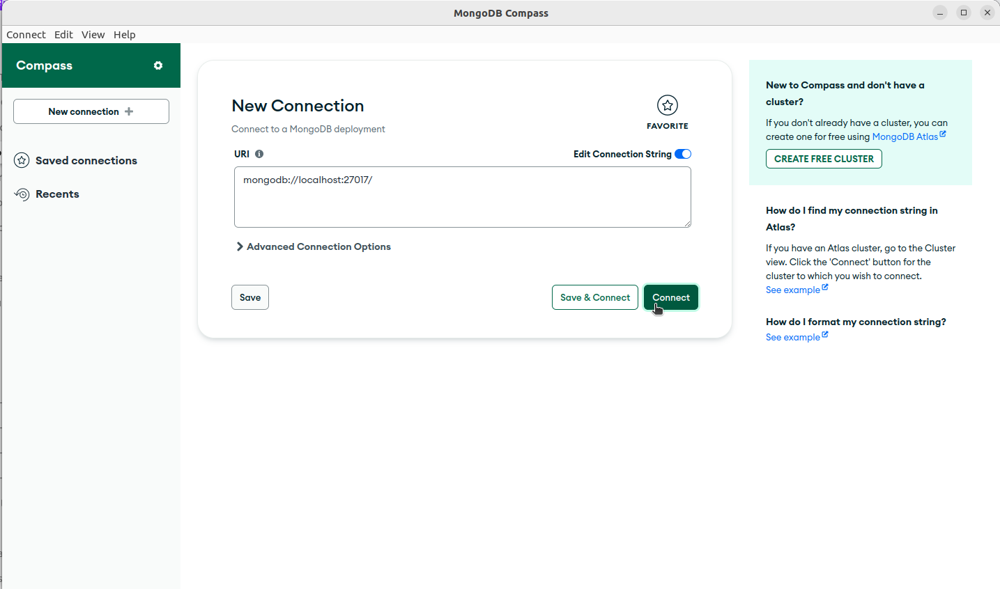 MongoDB Compass
Connect Edit View Help
Compass
New connection
Saved connections
Recents
New Connection
Connect to a MongoDB deployment
FAVORITE
URI
Edit Connection String
mongodb://localhost:27017/
Advanced Connection Options
Save
Save & Connect
Connect
New to Compass and don't have a
cluster?
If you don't already have a cluster, you can
create one for free using MongoDB Atlas
CREATE FREE CLUSTER
How do I find my connection string in
Atlas?
If you have an Atlas cluster, go to the Cluster
view. Click the 'Connect' button for the
cluster to which you wish to connect.
See example
How do I format my connection string?
See example